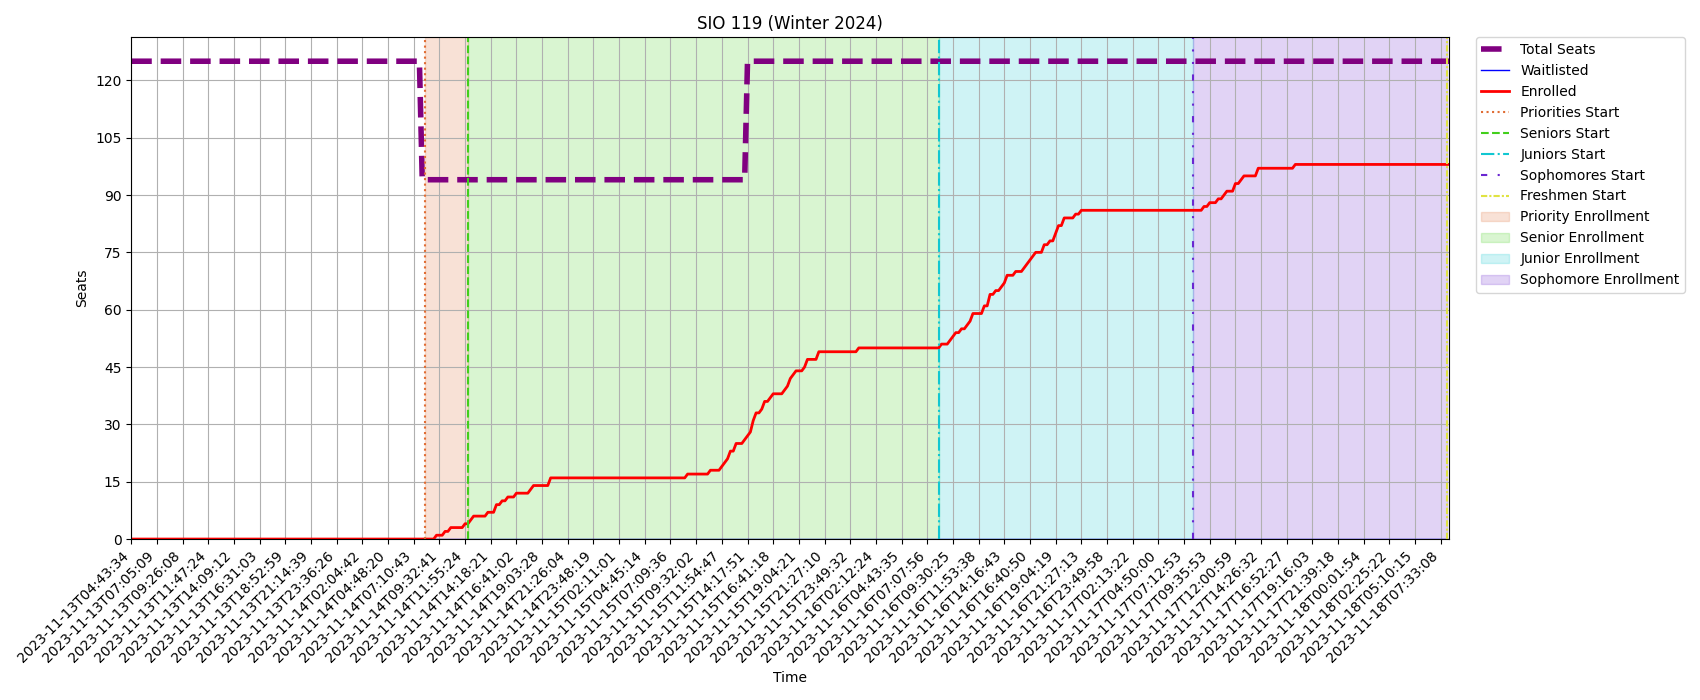 SIO 119 (Winter 2024)
Total Seats
Waitlisted
Enrolled
Priorities Start
Seniors Start
Juniors Start
Sophomores Start
Freshmen Start
Priority Enrollment
Senior Enrollment
Junior Enrollment
Sophomore Enrollment
Seats
120
105
90
75
60
45
30
15
0
2023-11-13T04:43:34
2023-11-13T07:05:09
2023-11-13T09:26:08
2023-11-13T11:47:24
2023-11-13T14:09:12
2023-11-13T16:31:03
2023-11-13T18:52:59
2023-11-13T21:14:39
2023-11-13T23:36:26
2023-11-14T02:04:42
2023-11-14T04:48:20
2023-11-14T07:10:43
2023-11-14T09:32:41
2023-11-14T11:55:24
2023-11-14T14:18:21
2023-11-14T16:41:02
2023-11-14T19:03:28
2023-11-14T21:26:04
2023-11-14T23:48:19
2023-11-15T02:11:01
2023-11-15T04:45:14
2023-11-15T07:09:36
2023-11-15T09:32:02
2023-11-15T11:54:47
2023-11-15T14:17:51
2023-11-15T16:41:18
2023-11-15T19:04:21
2023-11-15T21:27:10
2023-11-15T23:49:32
2023-11-16T02:12:24
2023-11-16T04:43:35
2023-11-16T07:07:56
2023-11-16T09:30:25
2023-11-16T11:53:38
2023-11-16T14:16:43
2023-11-16T16:40:50
2023-11-16T19:04:19
2023-11-16T21:27:13
2023-11-16T23:49:58
2023-11-17T02:13:22
2023-11-17T04:50:00
2023-11-17T07:12:53
2023-11-17T09:35:53
2023-11-17T12:00:59
2023-11-17T14:26:32
2023-11-17T16:52:27
2023-11-17T19:16:03
2023-11-17T21:39:18
2023-11-18T00:01:54
2023-11-18T02:25:22
2023-11-18T05:10:15
2023-11-18T07:33:08
Time